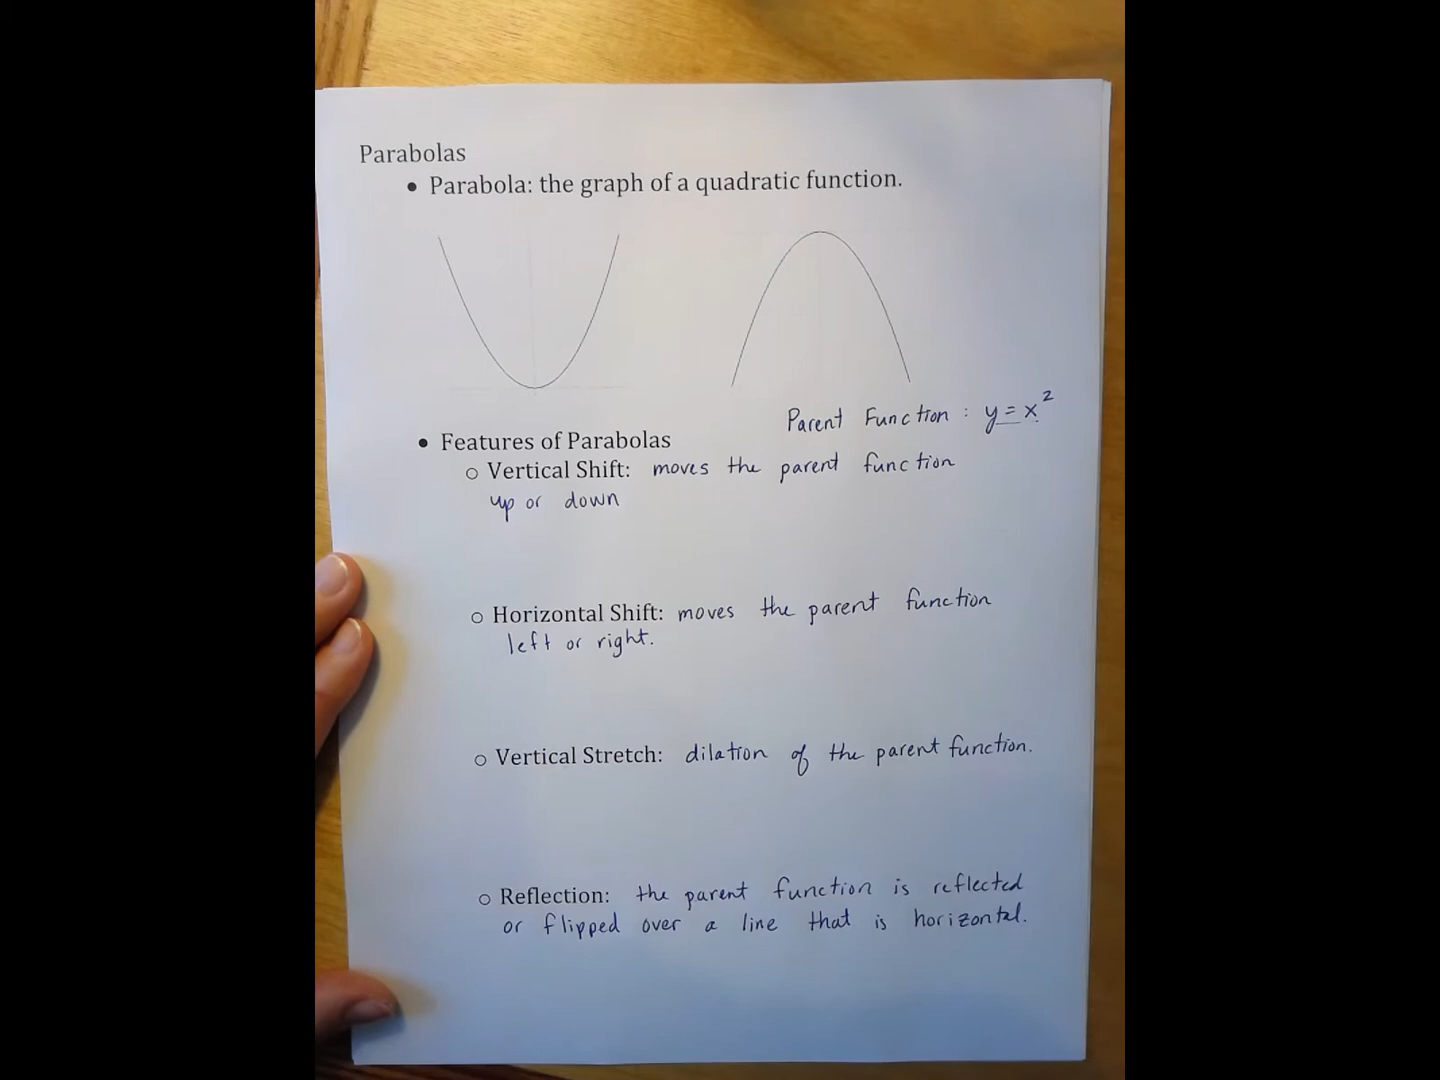 Parabolas
• Parabola: the graph of a quadratic function.
Parent Function : y = x²
• Features of Parabolas
○ Vertical Shift: moves the parent function
up or down
○ Horizontal Shift: moves the parent function
left or right.
○ Vertical Stretch: dilation of the parent function.
○ Reflection: the parent function is reflected
or flipped over a line that is horizontal.